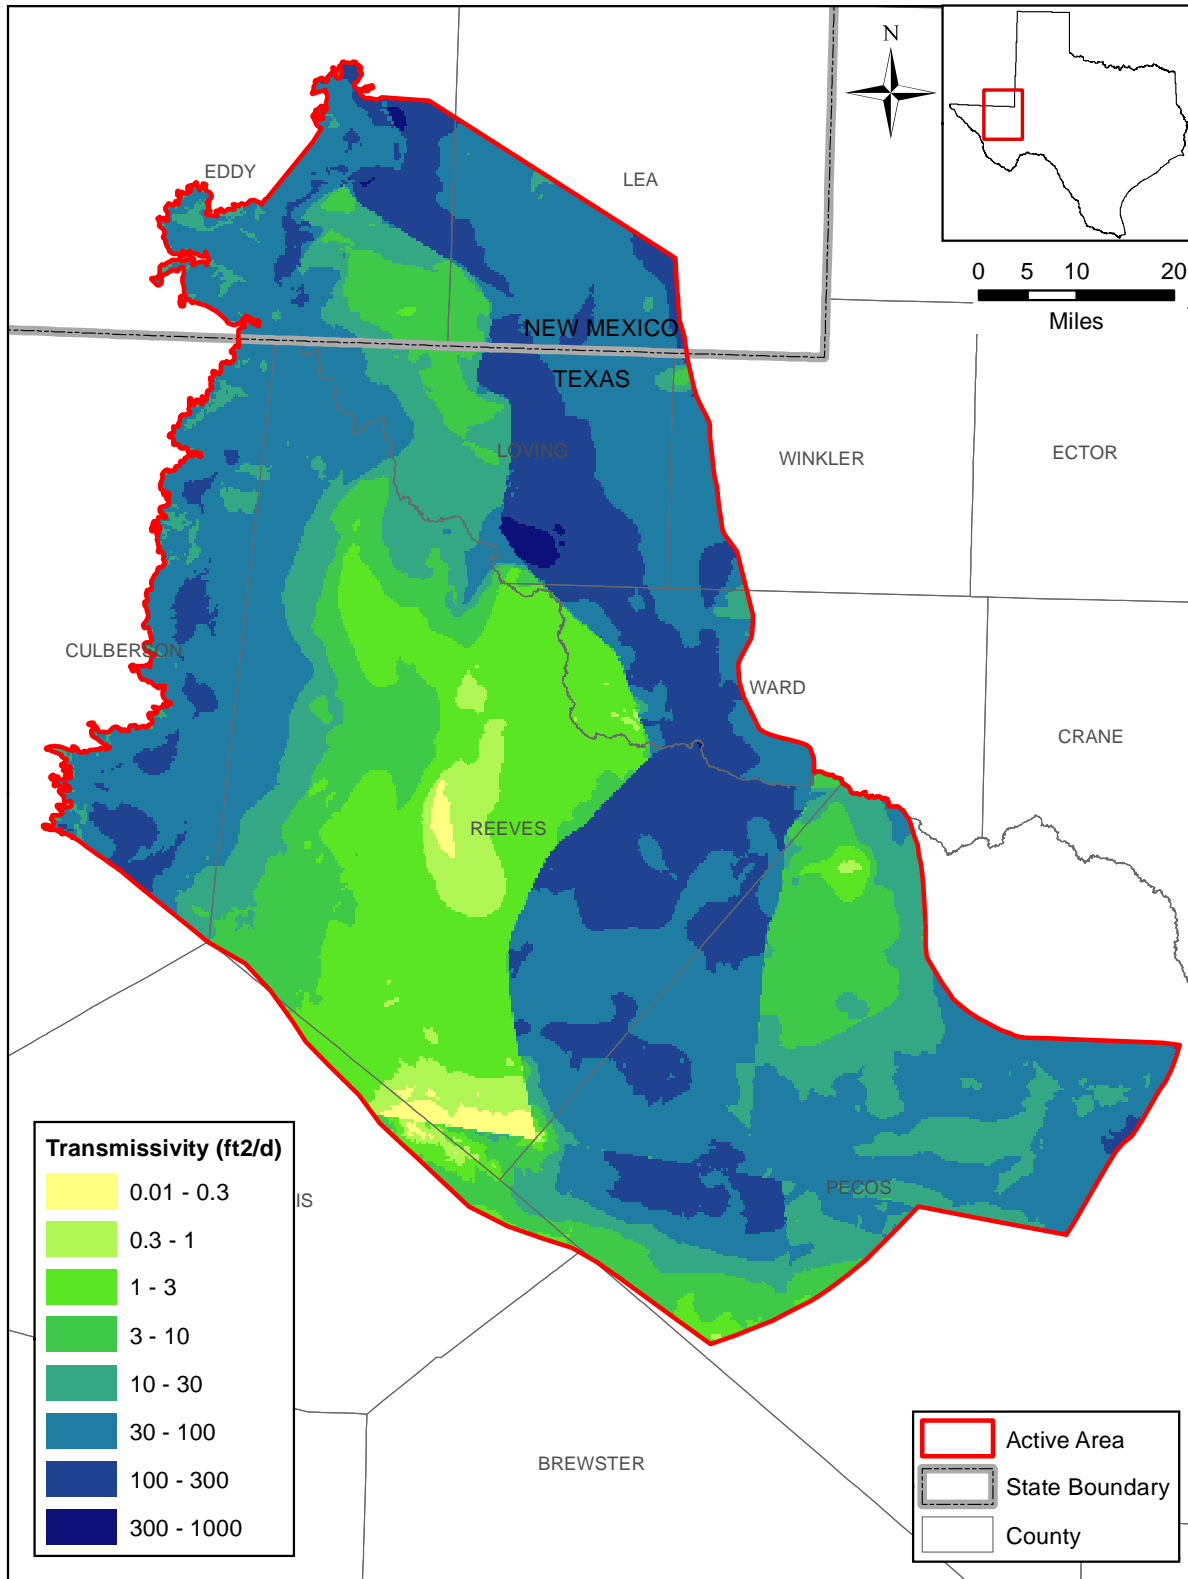 N
EDDY
LEA
0 5 10 20
Miles
NEW MEXICO
TEXAS
LOVING
WINKLER
ECTOR
CULBERSON
WARD
CRANE
REEVES
PECOS
IS
BREWSTER
Transmissivity (ft2/d)
0.01 - 0.3
0.3 - 1
1 - 3
3 - 10
10 - 30
30 - 100
100 - 300
300 - 1000
Active Area
State Boundary
County